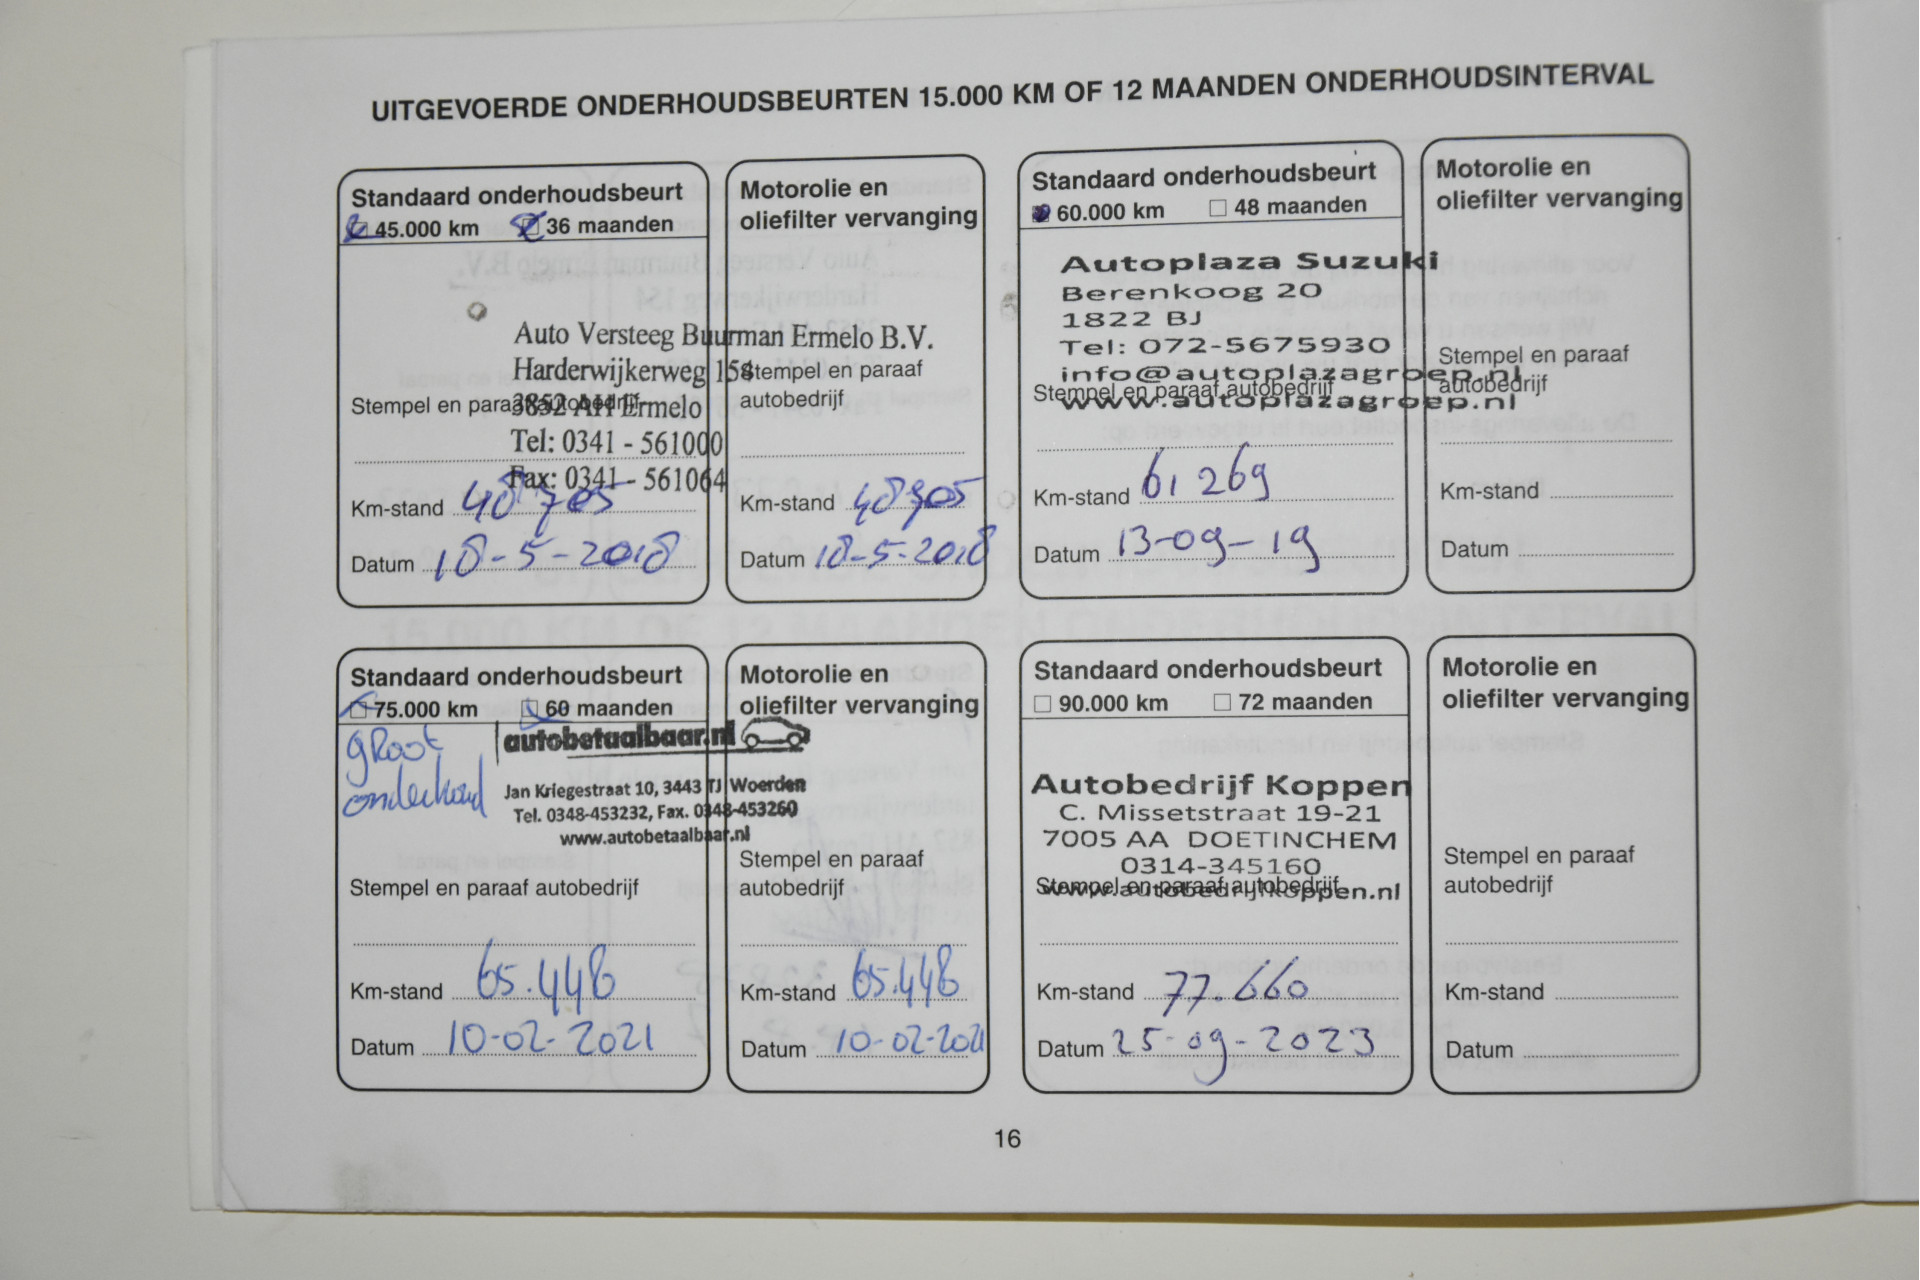 UITGEVOERDE ONDERHOUDSBEURTEN 15.000 KM OF 12 MAANDEN ONDERHOUDSINTERVAL
Standaard onderhoudsbeurt
45.000 km 36 maanden
Auto Versteeg Buurman Ermelo B.V.
Harderwijkerweg 154
Stempel en paraaf autobedrijf
3852 AH Ermelo
Tel: 0341 - 561000
Fax: 0341 - 561064
Km-stand 48705
Datum 18-5-2018
Motorolie en
oliefilter vervanging
Stempel en paraaf
autobedrijf
Km-stand 48705
Datum 18-5-2018
Standaard onderhoudsbeurt
60.000 km 48 maanden
Autoplaza Suzuki
Berenkoog 20
1822 BJ
Tel: 072-5675930
info@autoplazagroep.nl
Stempel en paraaf autobedrijf
www.autoplazagroep.nl
Km-stand 61269
Datum 13-09-19
Motorolie en
oliefilter vervanging
Stempel en paraaf
autobedrijf
Km-stand
Datum
Standaard onderhoudsbeurt
75.000 km 60 maanden
groot
onderhoud
autobetaalbaar.nl
Jan Kriegestraat 10, 3443 TJ Woerden
Tel. 0348-453232, Fax. 0348-453260
www.autobetaalbaar.nl
Stempel en paraaf autobedrijf
Km-stand 65.448
Datum 10-02-2021
Motorolie en
oliefilter vervanging
Stempel en paraaf
autobedrijf
Km-stand 65.448
Datum 10-02-2021
Standaard onderhoudsbeurt
90.000 km 72 maanden
Autobedrijf Koppen
C. Missetstraat 19-21
7005 AA DOETINCHEM
0314-345160
Stempel en paraaf autobedrijf
www.autobedrijfkoppen.nl
Km-stand 77.660
Datum 25-09-2023
Motorolie en
oliefilter vervanging
Stempel en paraaf
autobedrijf
Km-stand
Datum
16